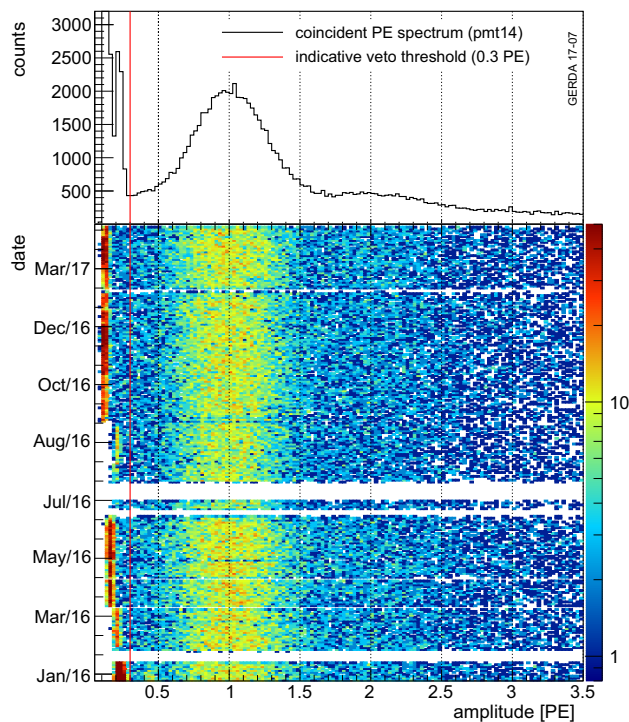 3000
2500
2000
1500
1000
500
counts
coincident PE spectrum (pmt14)
indicative veto threshold (0.3 PE)
GERDA 17-07
date
Mar/17
Dec/16
Oct/16
Aug/16
Jul/16
May/16
Mar/16
Jan/16
10
1
0.5 1 1.5 2 2.5 3 3.5
amplitude [PE]